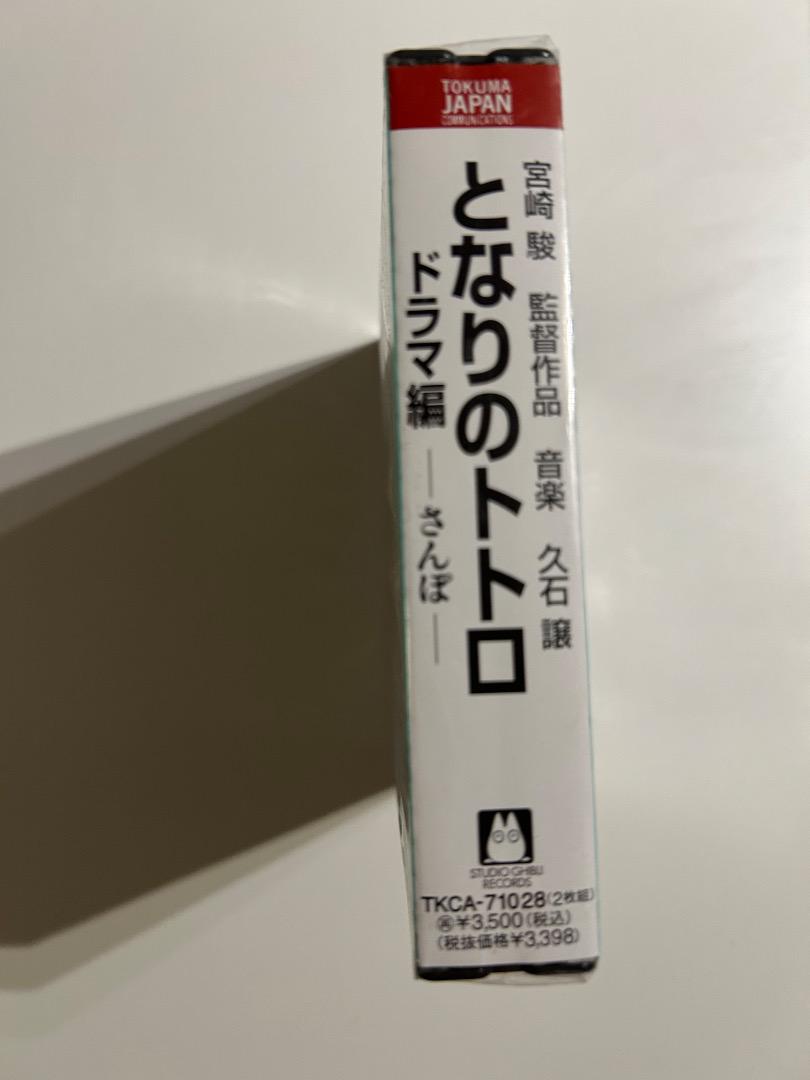 TOKUMA
JAPAN
COMMUNICATIONS
宮崎 駿 監督作品 音楽 久石 譲
となりのトトロ
ドラマ編 ―さんぽ―
STUDIO GHIBLI
RECORDS
TKCA-71028(2枚組)
㊢¥3,500(税込)
(税抜価格¥3,398)